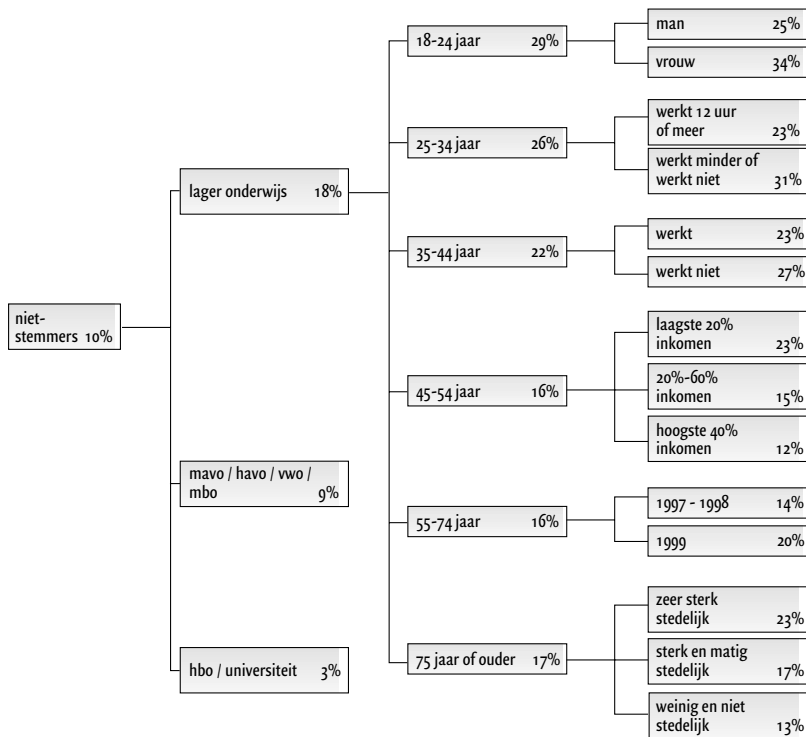 niet-
stemmers 10%
lager onderwijs 18%
mavo / havo / vwo /
mbo 9%
hbo / universiteit 3%
18-24 jaar 29%
man 25%
vrouw 34%
25-34 jaar 26%
werkt 12 uur
of meer 23%
werkt minder of
werkt niet 31%
35-44 jaar 22%
werkt 23%
werkt niet 27%
45-54 jaar 16%
laagste 20%
inkomen 23%
20%-60%
inkomen 15%
hoogste 40%
inkomen 12%
55-74 jaar 16%
1997 - 1998 14%
1999 20%
75 jaar of ouder 17%
zeer sterk
stedelijk 23%
sterk en matig
stedelijk 17%
weinig en niet
stedelijk 13%